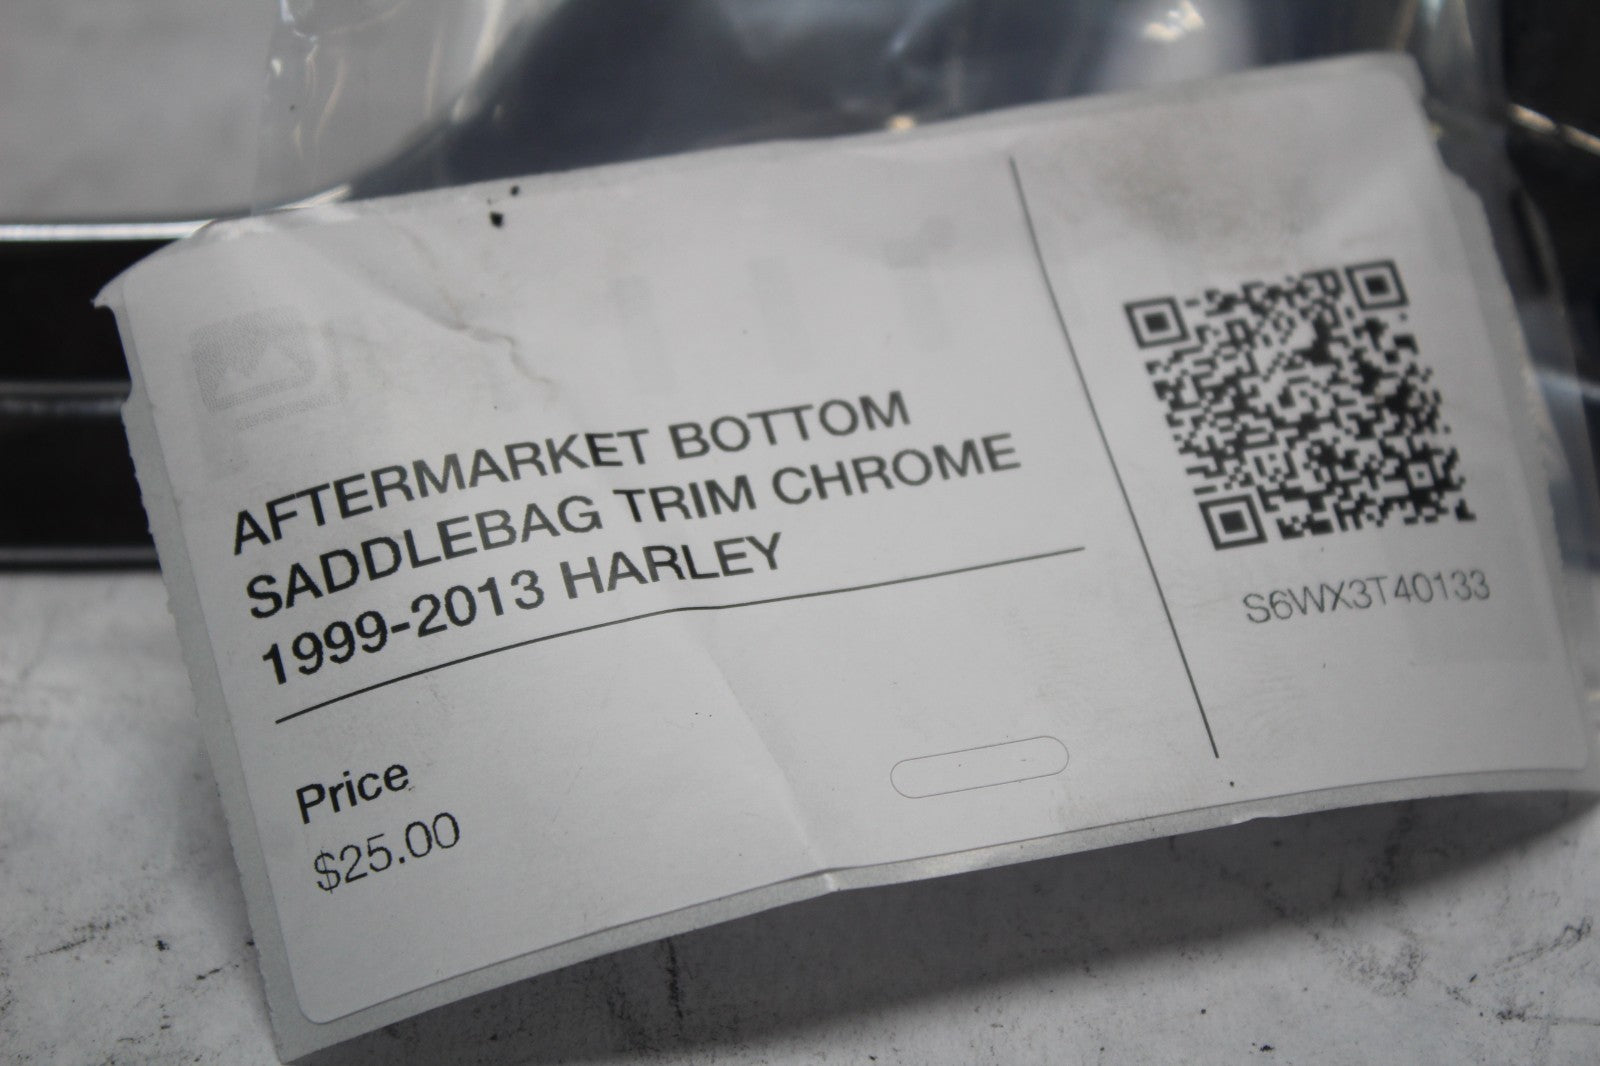 AFTERMARKET BOTTOM
SADDLEBAG TRIM CHROME
1999-2013 HARLEY
Price
$25.00
S6WX3T40133